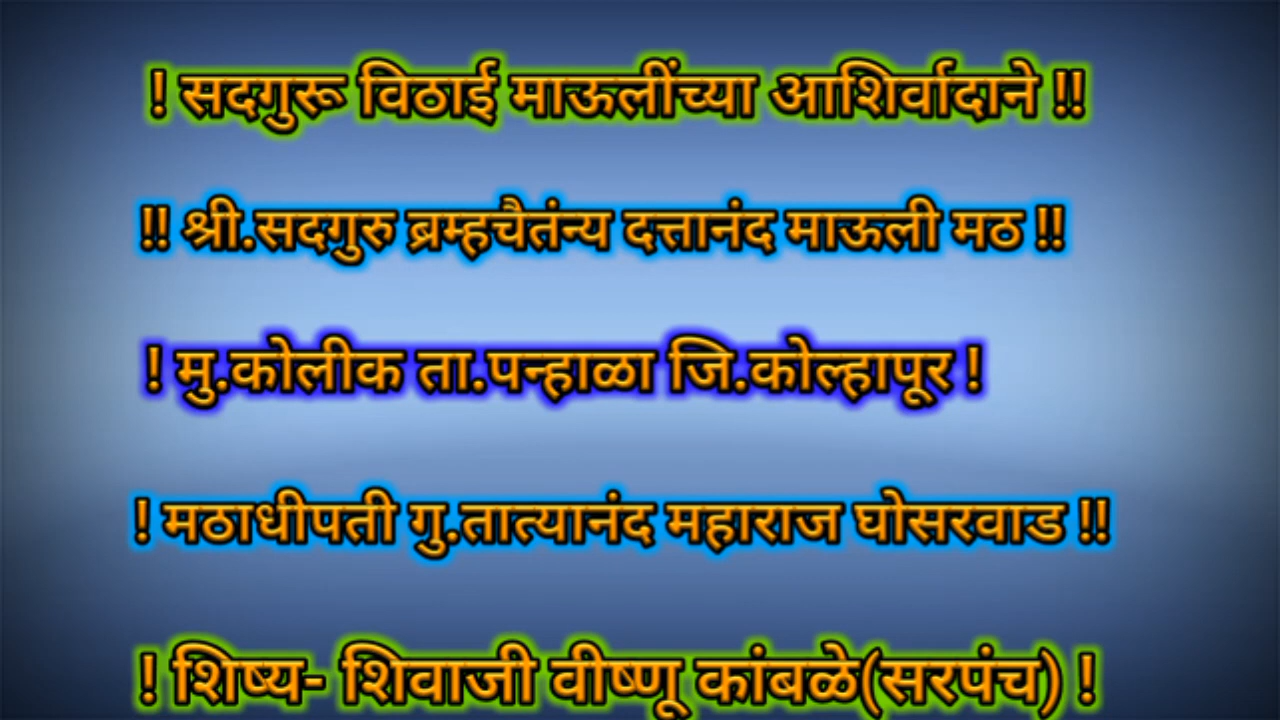 ! सदगुरू विठाई माऊलींच्या आशिर्वादाने !!
!! श्री.सदगुरु ब्रम्हचैतंन्य दत्तानंद माऊली मठ !!
! मु.कोलीक ता.पन्हाळा जि.कोल्हापूर !
! मठाधीपती गु.तात्यानंद महाराज घोसरवाड !!
! शिष्य- शिवाजी वीष्णू कांबळे(सरपंच) !